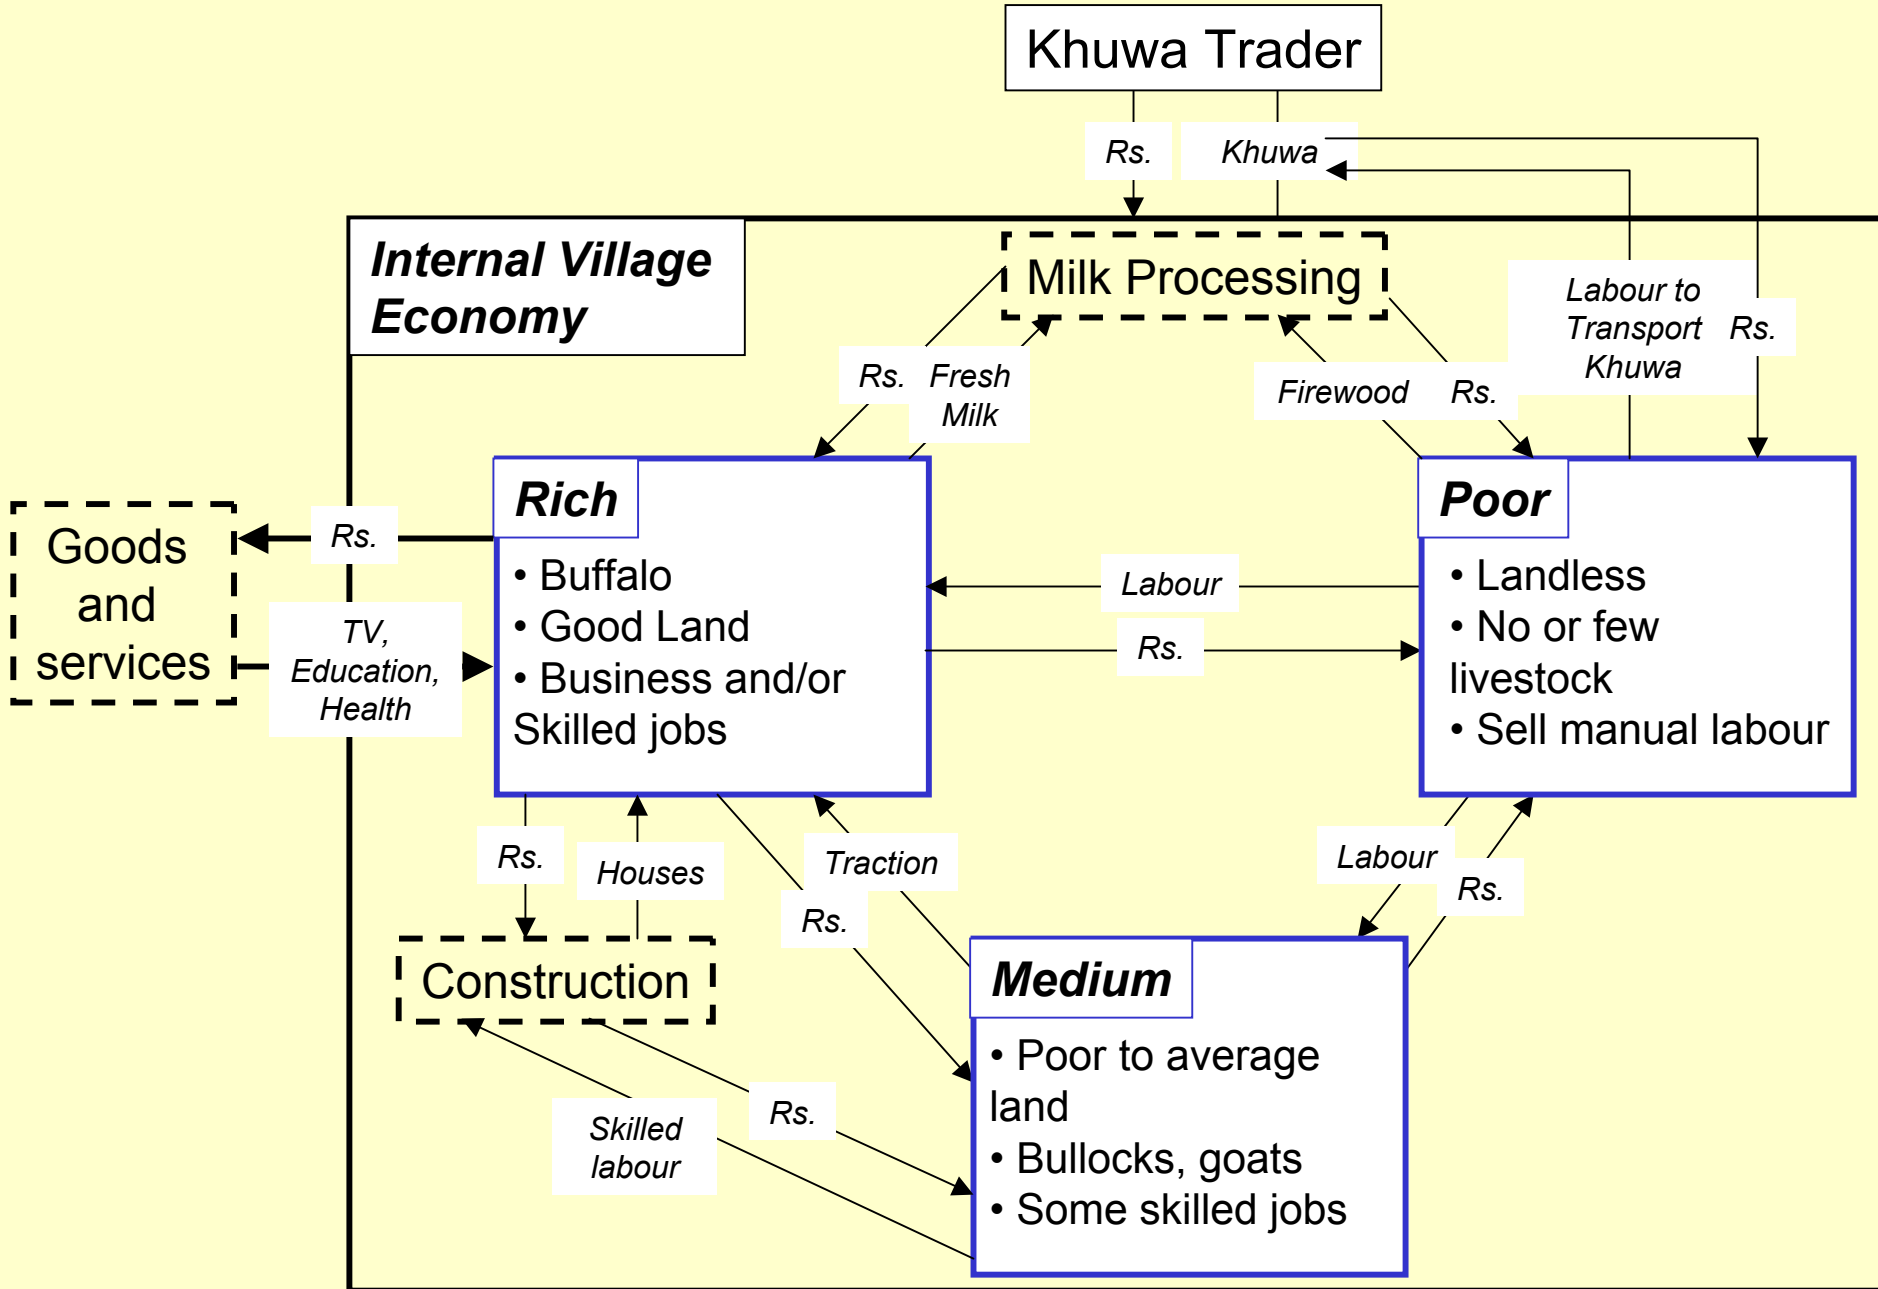 Khuwa Trader
Rs.
Khuwa
Internal Village
Economy
Milk Processing
Labour to
Transport
Khuwa
Rs.
Rs.
Fresh
Milk
Firewood
Rs.
Goods
and
services
Rs.
TV,
Education,
Health
Rich
• Buffalo
• Good Land
• Business and/or
Skilled jobs
Labour
Rs.
Poor
• Landless
• No or few
livestock
• Sell manual labour
Rs.
Houses
Traction
Rs.
Labour
Rs.
Construction
Skilled
labour
Rs.
Medium
• Poor to average
land
• Bullocks, goats
• Some skilled jobs